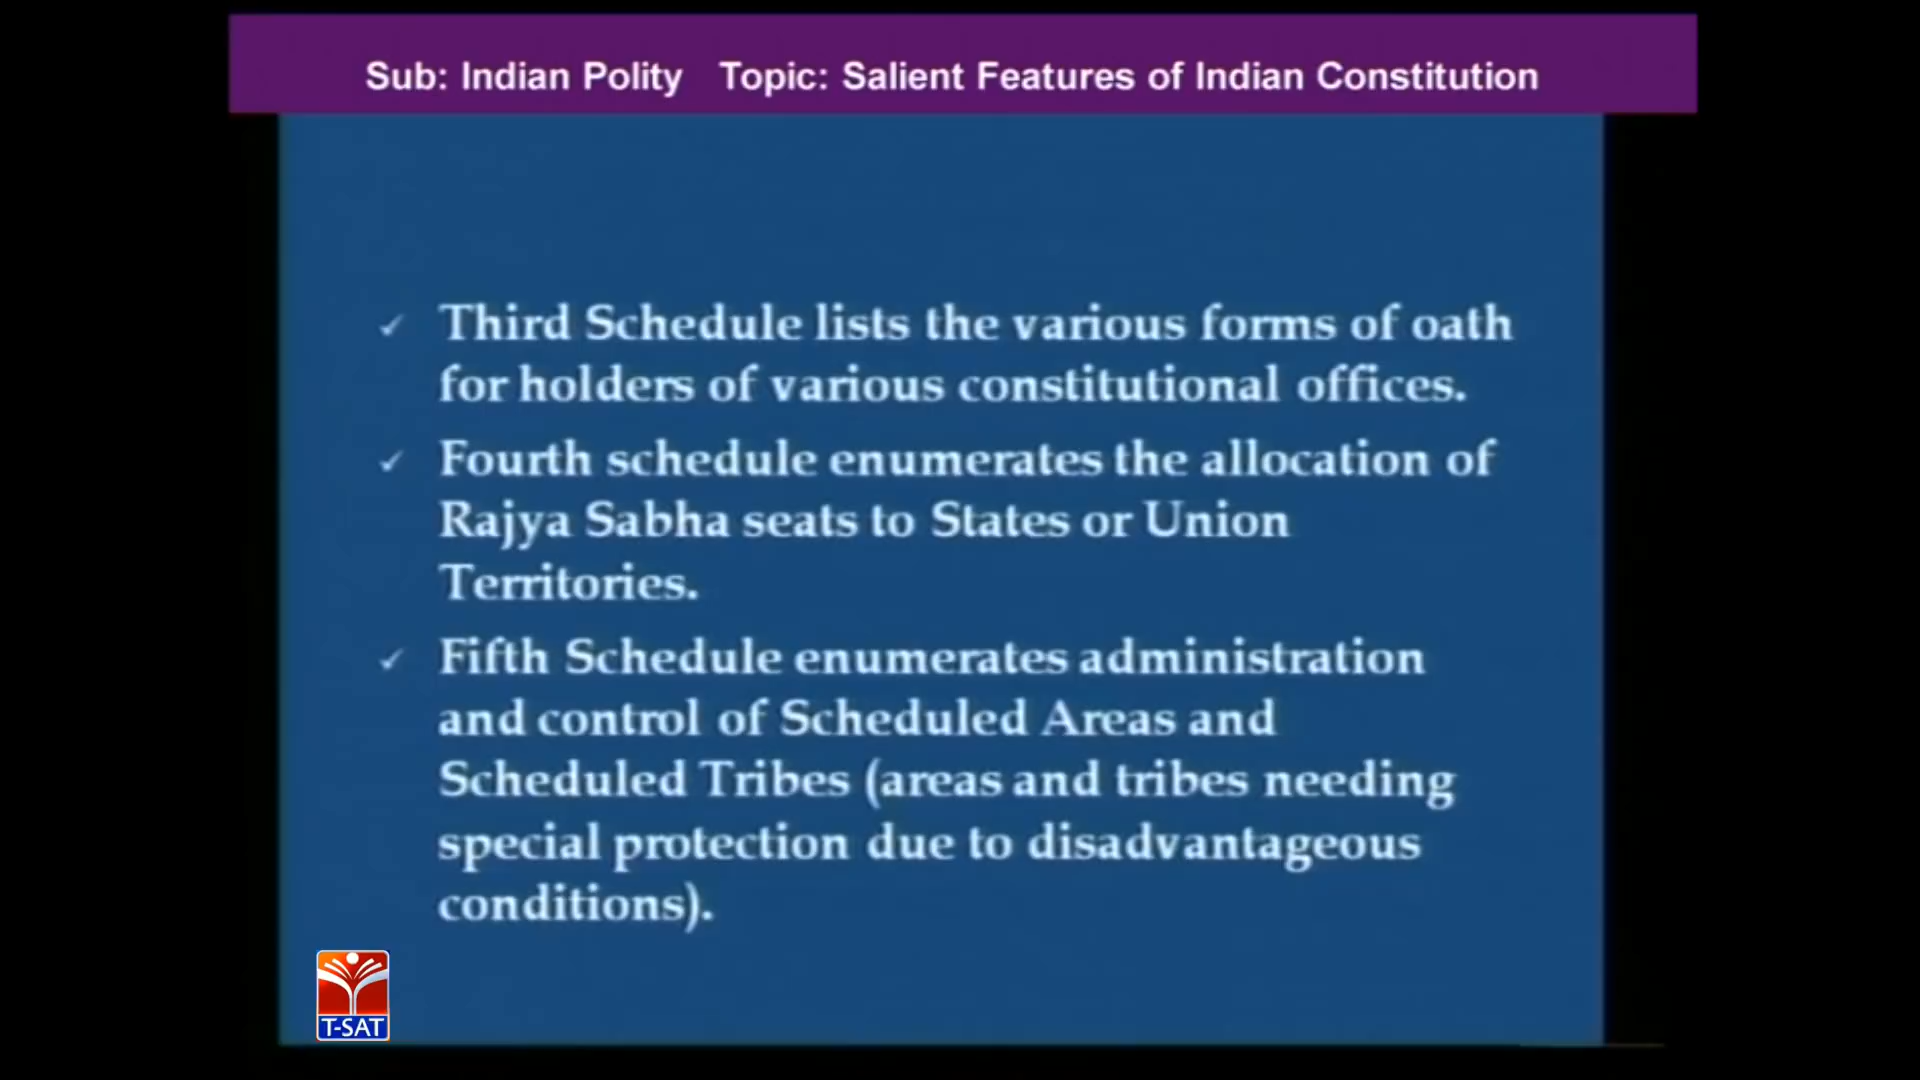 Sub: Indian Polity Topic: Salient Features of Indian Constitution
✓ Third Schedule lists the various forms of oath
for holders of various constitutional offices.
✓ Fourth schedule enumerates the allocation of
Rajya Sabha seats to States or Union
Territories.
✓ Fifth Schedule enumerates administration
and control of Scheduled Areas and
Scheduled Tribes (areas and tribes needing
special protection due to disadvantageous
conditions).
T-SAT